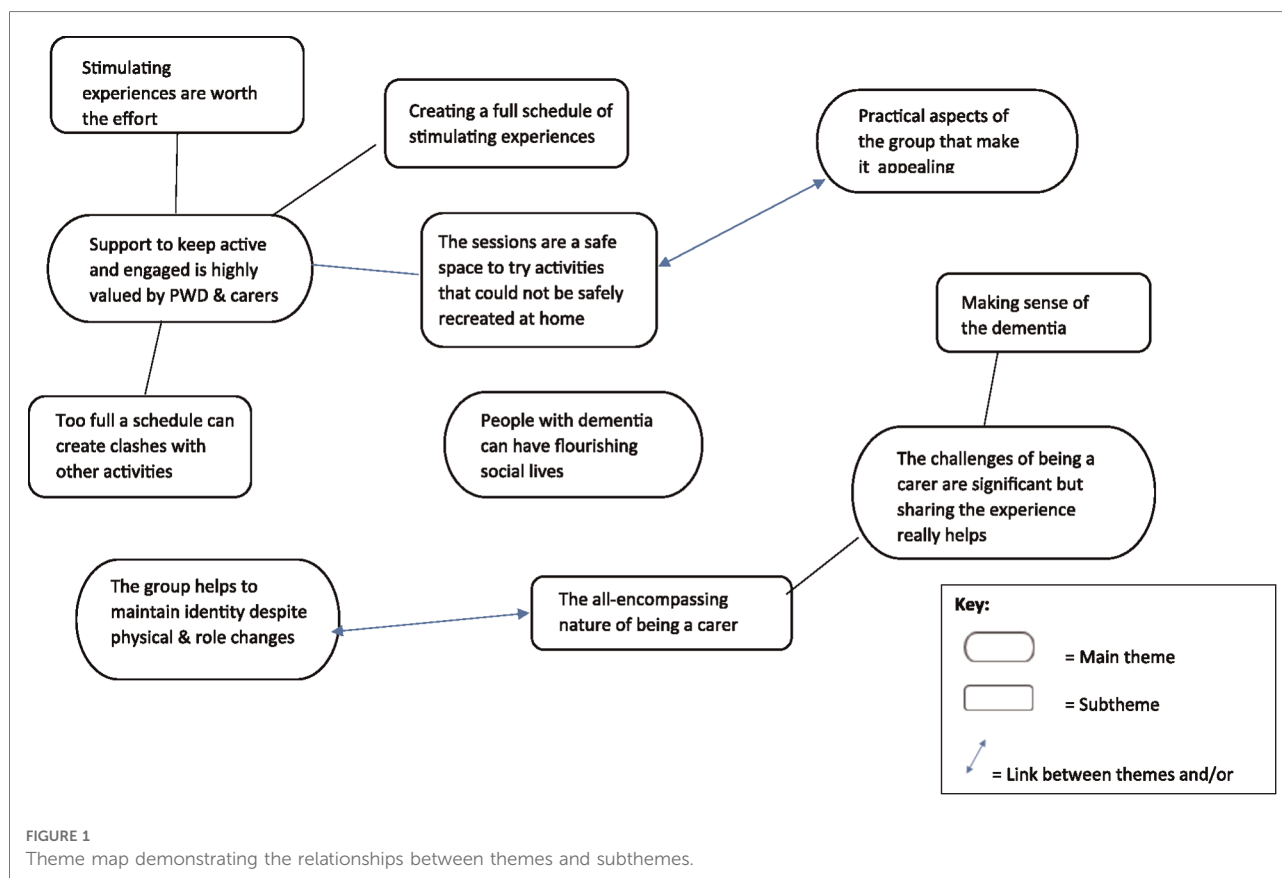 Stimulating
experiences are worth
the effort
Creating a full schedule of
stimulating experiences
Practical aspects of
the group that make
it appealing
Support to keep active
and engaged is highly
valued by PWD & carers
The sessions are a safe
space to try activities
that could not be safely
recreated at home
Making sense
of the dementia
Too full a schedule can
create clashes with
other activities
People with dementia
can have flourishing
social lives
The challenges of being a
carer are significant but
sharing the experience
really helps
The group helps to
maintain identity despite
physical & role changes
The all-encompassing
nature of being a carer
Key:
= Main theme
= Subtheme
= Link between themes and/or
FIGURE 1
Theme map demonstrating the relationships between themes and subthemes.